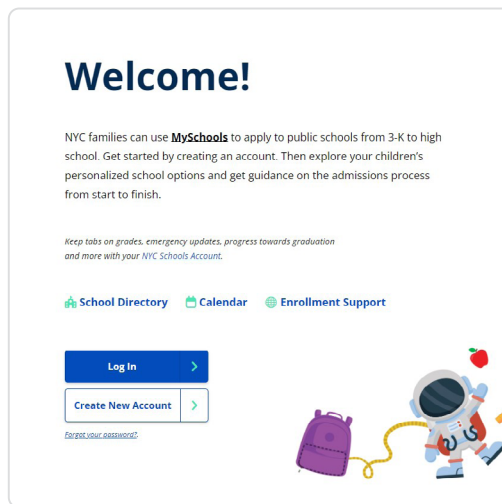 Welcome!
NYC families can use MySchools to apply to public schools from 3-K to high
school. Get started by creating an account. Then explore your children’s
personalized school options and get guidance on the admissions process
from start to finish.
Keep tabs on grades, emergency updates, progress towards graduation
and more with your NYC Schools Account.
School Directory Calendar Enrollment Support
Log In
Create New Account
Forgot your password?